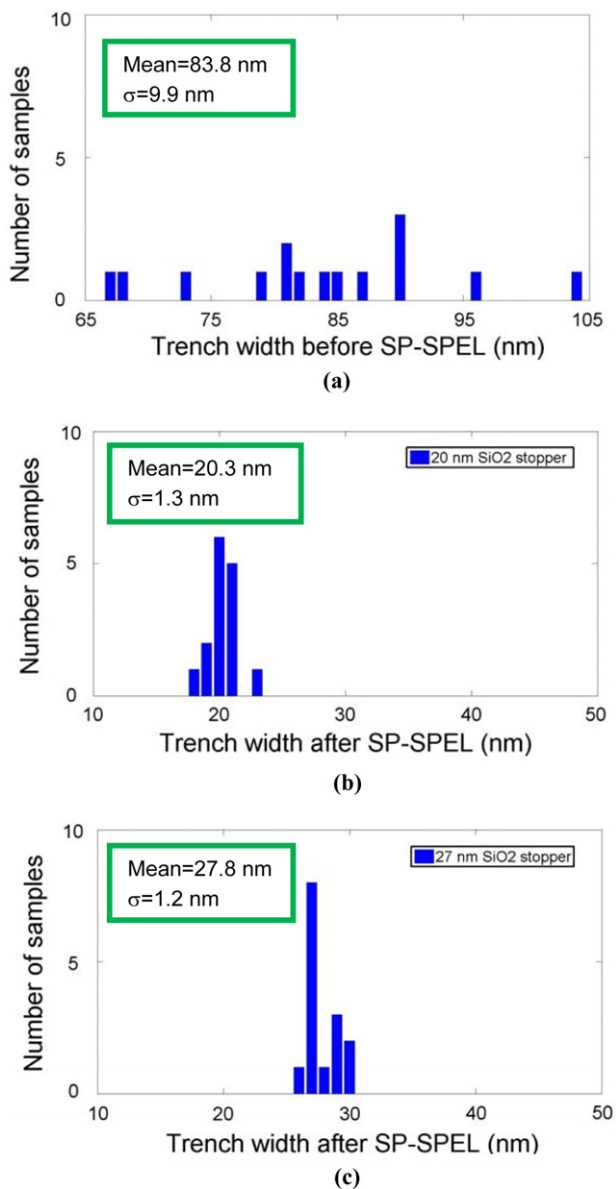 10
Mean=83.8 nm
σ=9.9 nm
Number of samples
5
0
65 75 85 95 105
Trench width before SP-SPEL (nm)
(a)
10
Mean=20.3 nm
σ=1.3 nm
20 nm SiO2 stopper
Number of samples
5
0
10 20 30 40 50
Trench width after SP-SPEL (nm)
(b)
10
Mean=27.8 nm
σ=1.2 nm
27 nm SiO2 stopper
Number of samples
5
0
10 20 30 40 50
Trench width after SP-SPEL (nm)
(c)